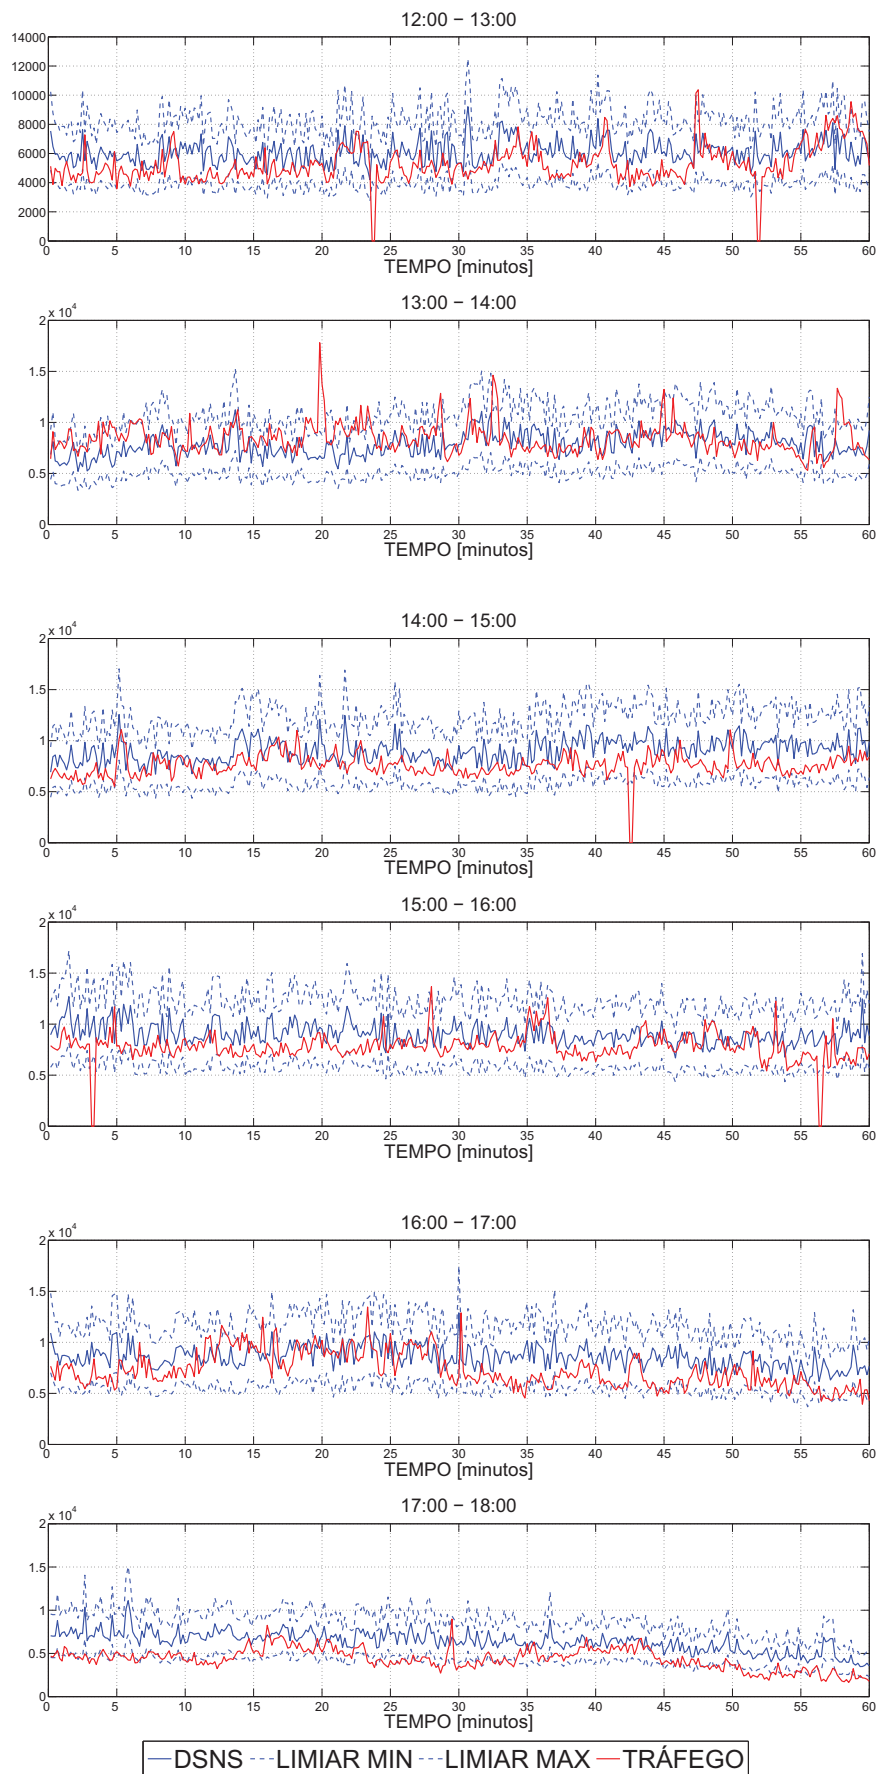 12:00 − 13:00
14000
12000
10000
8000
6000
4000
2000
0
0 5 10 15 20 25 30 35 40 45 50 55 60
TEMPO [minutos]
13:00 − 14:00
x 10⁴
2
1.5
1
0.5
0
0 5 10 15 20 25 30 35 40 45 50 55 60
TEMPO [minutos]
14:00 − 15:00
x 10⁴
2
1.5
1
0.5
0
0 5 10 15 20 25 30 35 40 45 50 55 60
TEMPO [minutos]
15:00 − 16:00
x 10⁴
2
1.5
1
0.5
0
0 5 10 15 20 25 30 35 40 45 50 55 60
TEMPO [minutos]
16:00 − 17:00
x 10⁴
2
1.5
1
0.5
0
0 5 10 15 20 25 30 35 40 45 50 55 60
TEMPO [minutos]
17:00 − 18:00
x 10⁴
2
1.5
1
0.5
0
0 5 10 15 20 25 30 35 40 45 50 55 60
TEMPO [minutos]
DSNS LIMIAR MIN LIMIAR MAX TRÁFEGO